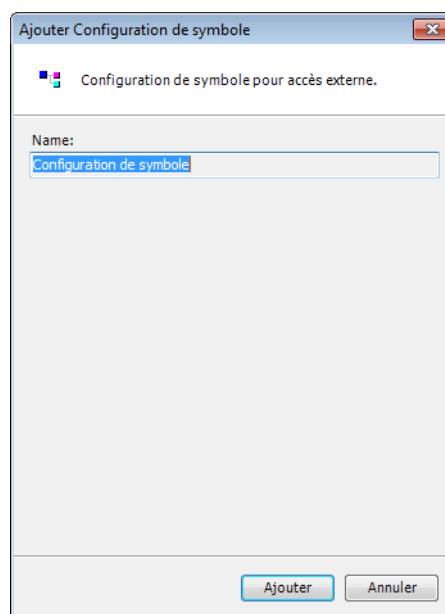 Ajouter Configuration de symbole
Configuration de symbole pour accès externe.
Name:
Configuration de symbole
Ajouter
Annuler